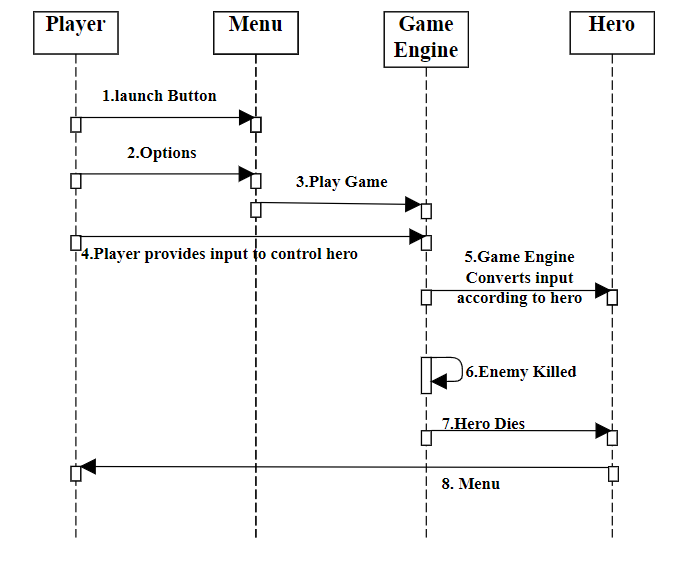 Player
Menu
Game
Engine
Hero
1.launch Button
2.Options
3.Play Game
4.Player provides input to control hero
5.Game Engine
Converts input
according to hero
6.Enemy Killed
7.Hero Dies
8. Menu